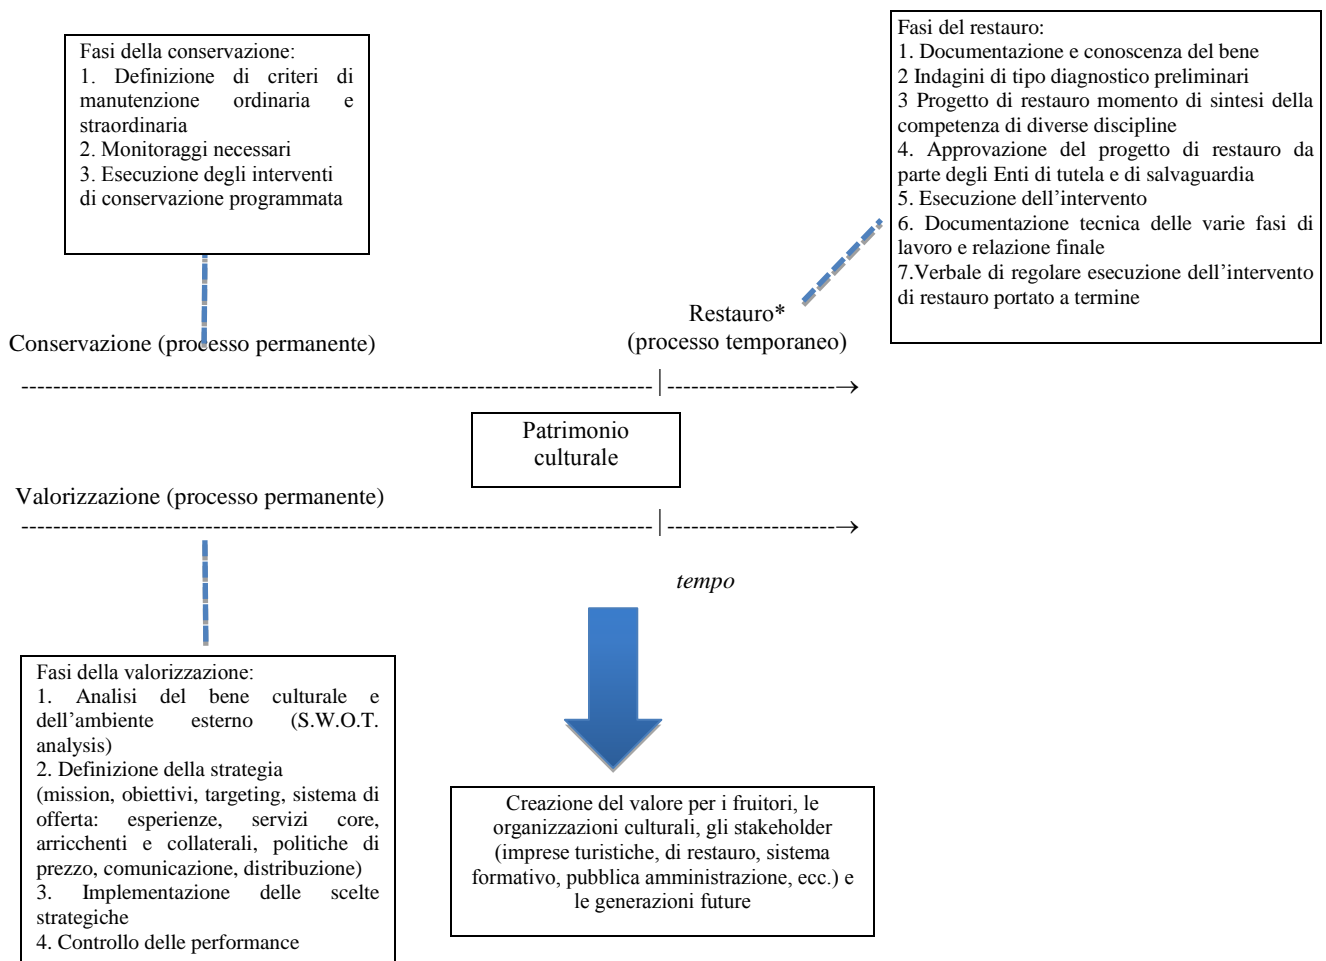 Fasi della conservazione:
1. Definizione di criteri di
manutenzione ordinaria e
straordinaria
2. Monitoraggi necessari
3. Esecuzione degli interventi
di conservazione programmata
Fasi del restauro:
1. Documentazione e conoscenza del bene
2 Indagini di tipo diagnostico preliminari
3 Progetto di restauro momento di sintesi della
competenza di diverse discipline
4. Approvazione del progetto di restauro da
parte degli Enti di tutela e di salvaguardia
5. Esecuzione dell’intervento
6. Documentazione tecnica delle varie fasi di
lavoro e relazione finale
7.Verbale di regolare esecuzione dell’intervento
di restauro portato a termine
Restauro*
(processo temporaneo)
Conservazione (processo permanente)
Patrimonio
culturale
Valorizzazione (processo permanente)
tempo
Fasi della valorizzazione:
1. Analisi del bene culturale e
dell’ambiente esterno (S.W.O.T.
analysis)
2. Definizione della strategia
(mission, obiettivi, targeting, sistema di
offerta: esperienze, servizi core,
arricchenti e collaterali, politiche di
prezzo, comunicazione, distribuzione)
3. Implementazione delle scelte
strategiche
4. Controllo delle performance
Creazione del valore per i fruitori, le
organizzazioni culturali, gli stakeholder
(imprese turistiche, di restauro, sistema
formativo, pubblica amministrazione, ecc.) e
le generazioni future